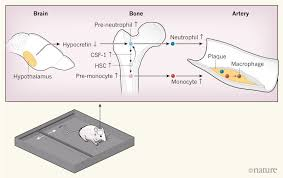 Brain
Bone
Artery
Pre-neutrophil ↑
Neutrophil ↑
Hypocretin ↓
CSF-1 ↑
HSC ↑
Pre-monocyte ↑
Monocyte ↑
Hypothalamus
Plaque
Macrophage
©nature